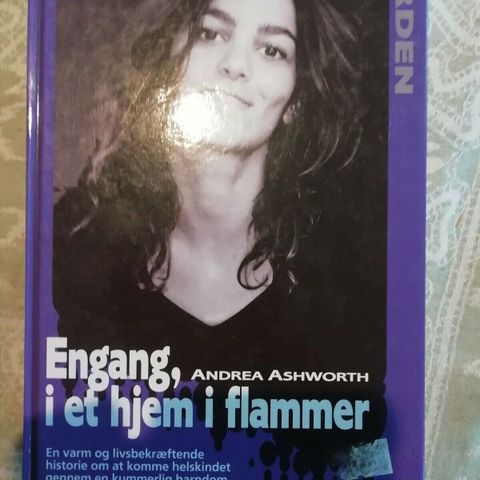 RDEN
Engang, ANDREA ASHWORTH
i et hjem i flammer
En varm og livsbekræftende
historie om at komme helskindet
gennem en kummerlig barndom